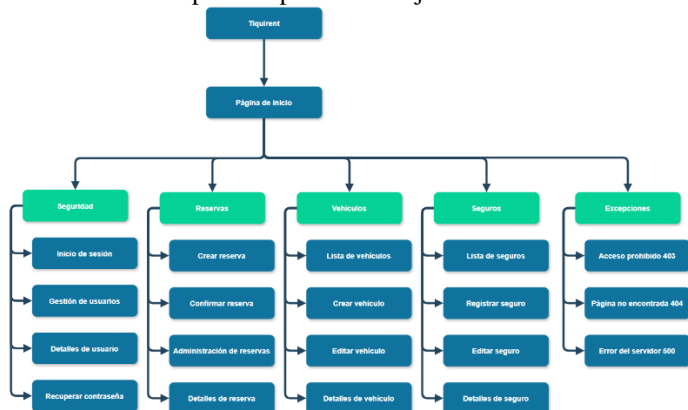 Tiquirent
Página de inicio
Seguridad
Reservas
Vehículos
Seguros
Excepciones
Inicio de sesión
Crear reserva
Lista de vehículos
Lista de seguros
Acceso prohibido 403
Gestión de usuarios
Confirmar reserva
Crear vehículo
Registrar seguro
Página no encontrada 404
Detalles de usuario
Administración de reservas
Editar vehículo
Editar seguro
Error del servidor 500
Recuperar contraseña
Detalles de reserva
Detalles de vehículo
Detalles de seguro